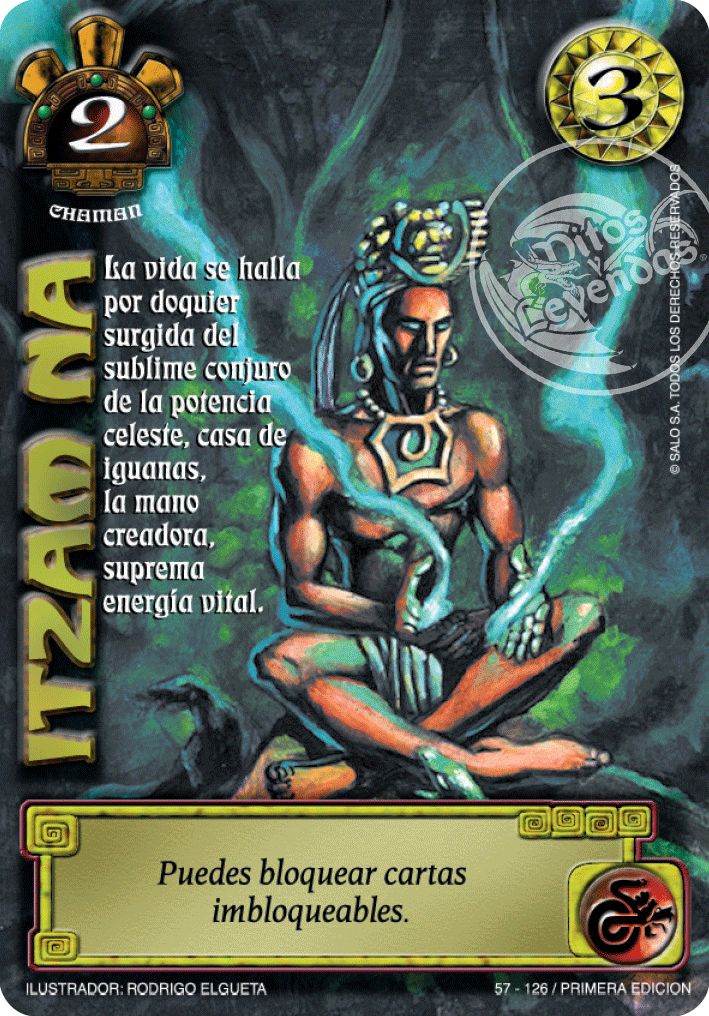 2
3
CHAMAN
Mitos
y
Leyendas
®
ITZAM NA
La vida se halla
por doquier
surgida del
sublime conjuro
de la potencia
celeste, casa de
iguanas,
la mano
creadora,
suprema
energía vital.
© SALO S.A. TODOS LOS DERECHOS RESERVADOS
Puedes bloquear cartas
imbloqueables.
ILUSTRADOR: RODRIGO ELGUETA
57 - 126 / PRIMERA EDICION